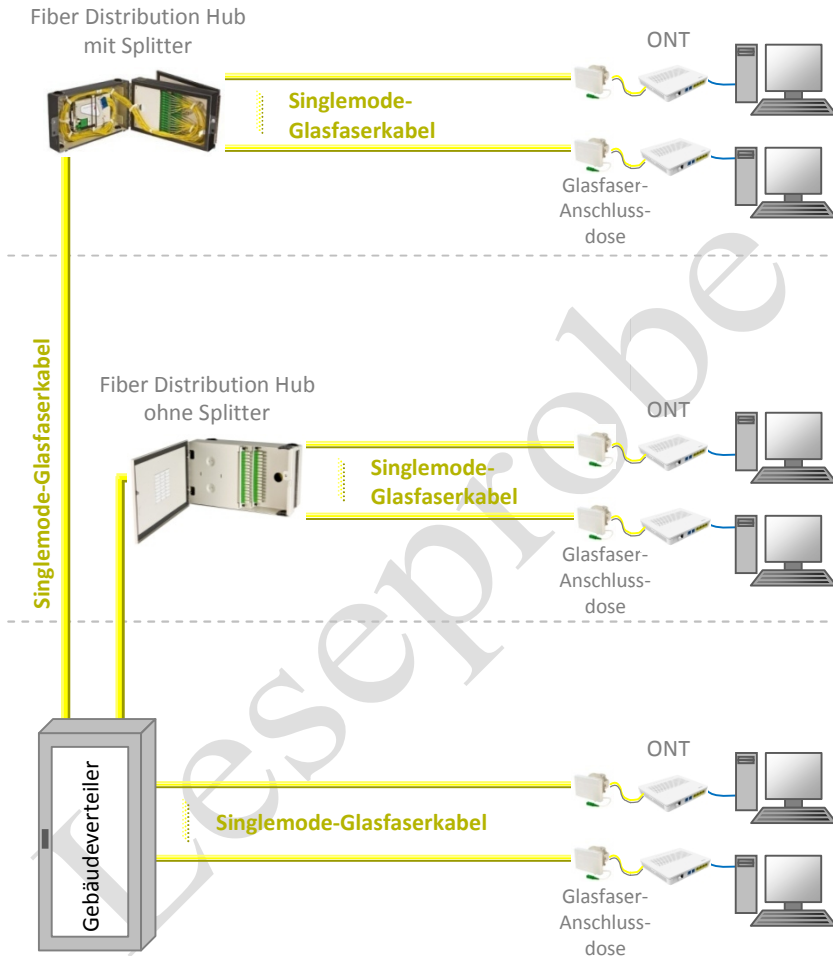 Fiber Distribution Hub
mit Splitter
ONT
Singlemode-
Glasfaserkabel
Glasfaser-
Anschluss-
dose
Singlemode-Glasfaserkabel
Fiber Distribution Hub
ohne Splitter
ONT
Singlemode-
Glasfaserkabel
Glasfaser-
Anschluss-
dose
Gebäudeverteiler
ONT
Singlemode-Glasfaserkabel
Glasfaser-
Anschluss-
dose
Leseprobe